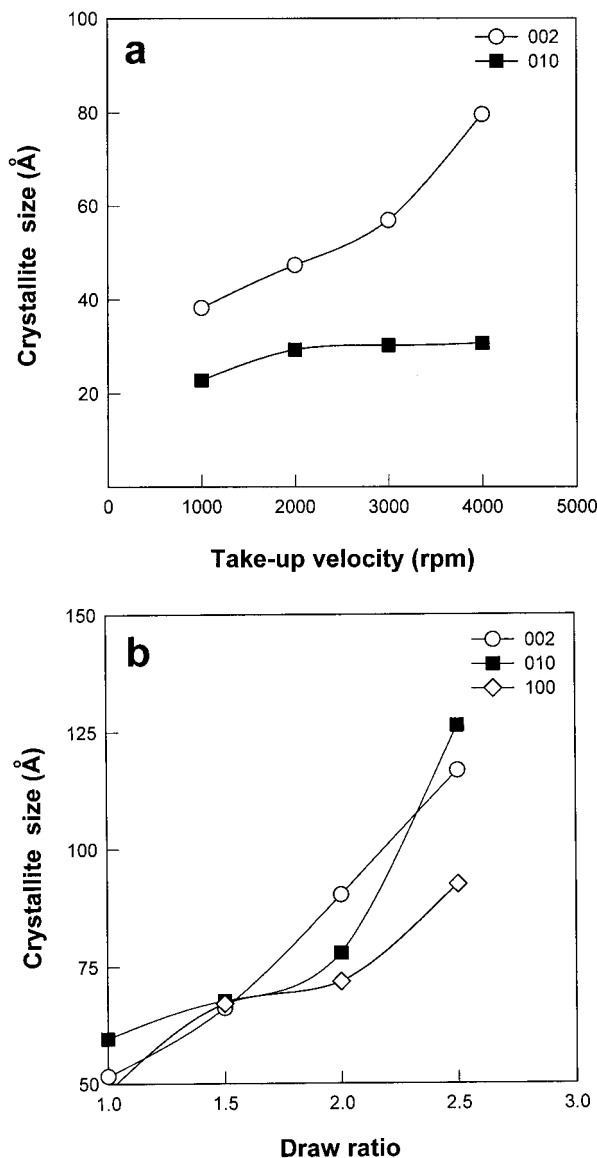 a
002
010
100
80
60
40
20
0 1000 2000 3000 4000 5000
Crystallite size (Å)
Take-up velocity (rpm)
b
002
010
100
150
125
100
75
50
1.0 1.5 2.0 2.5 3.0
Crystallite size (Å)
Draw ratio